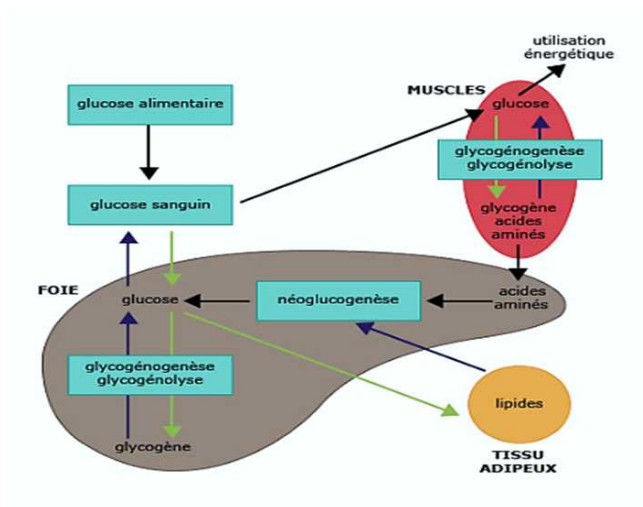 utilisation
énergétique
MUSCLES
glucose alimentaire
glucose
glycogénogenèse
glycogénolyse
glucose sanguin
glycogène
acides
aminés
FOIE
glucose
néoglucogenèse
acides
aminés
glycogénogenèse
glycogénolyse
lipides
glycogène
TISSU
ADIPEUX